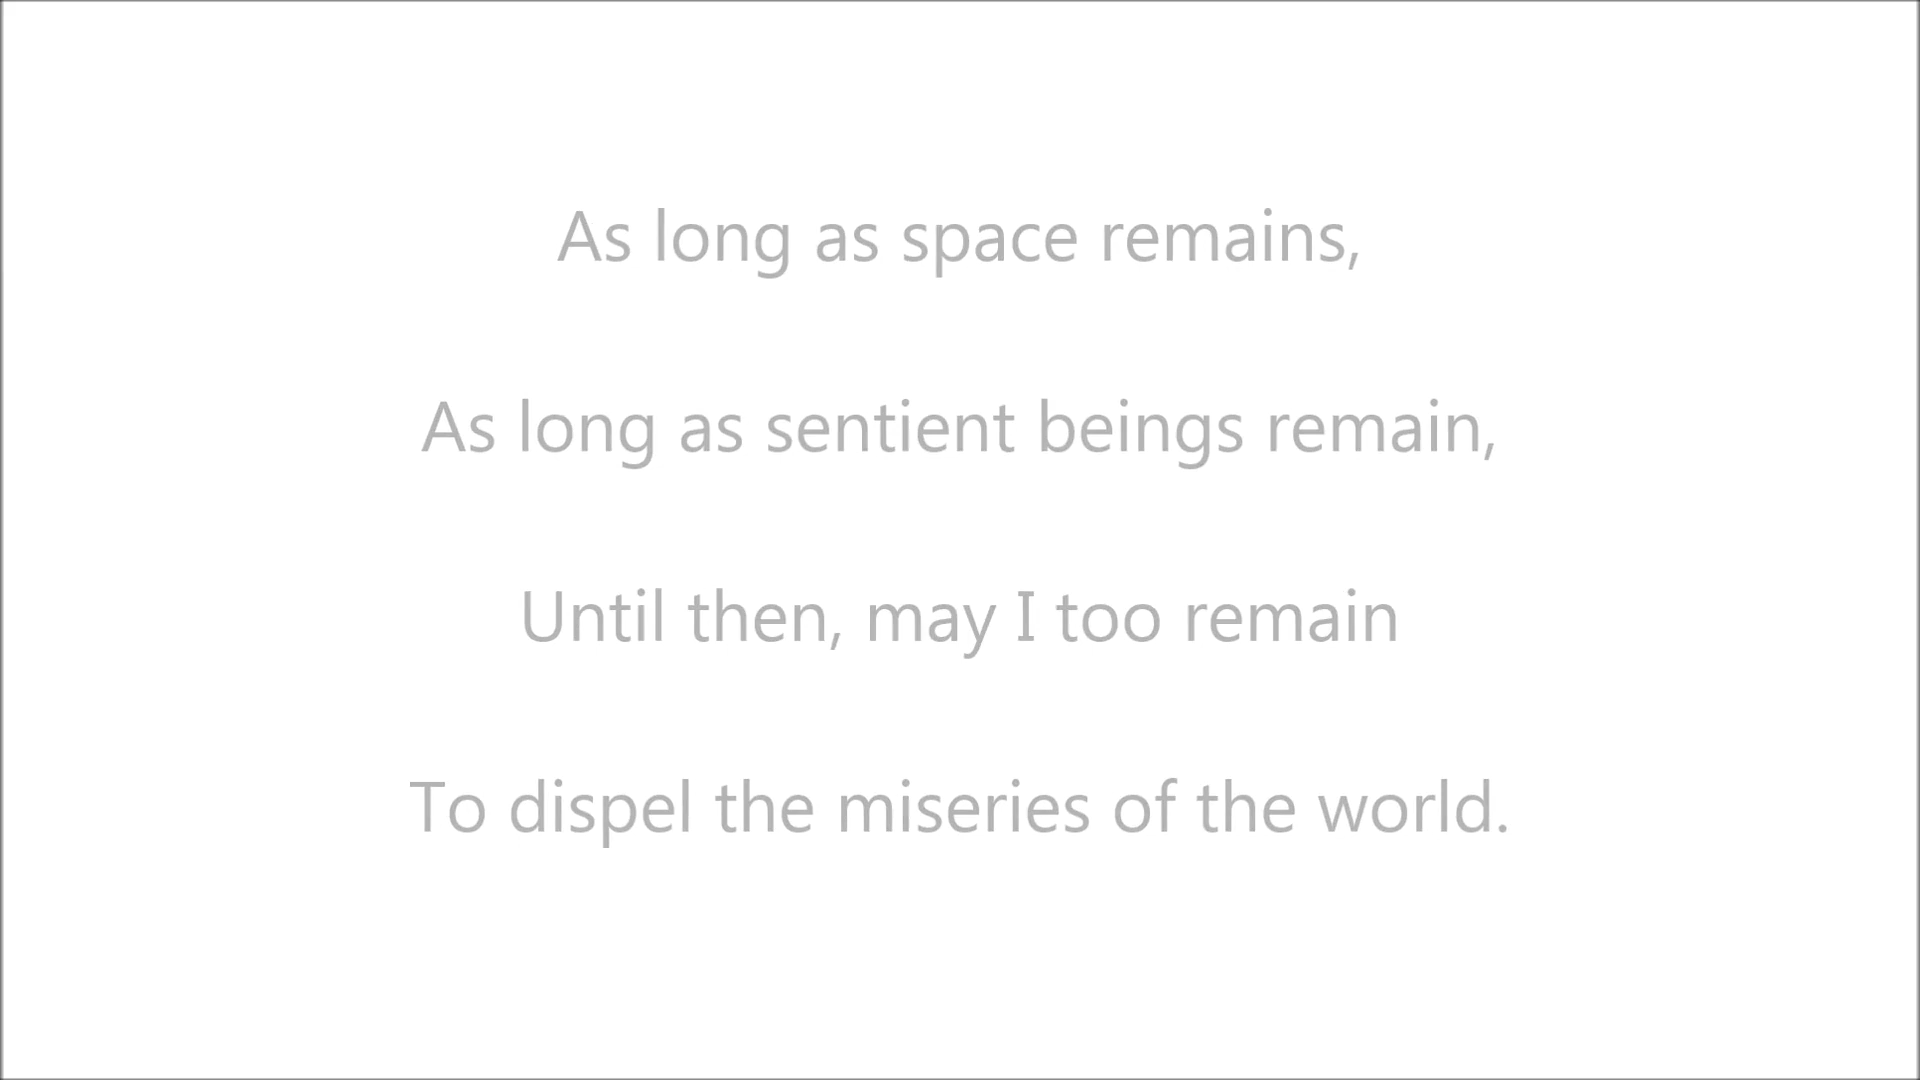 As long as space remains,
As long as sentient beings remain,
Until then, may I too remain
To dispel the miseries of the world.